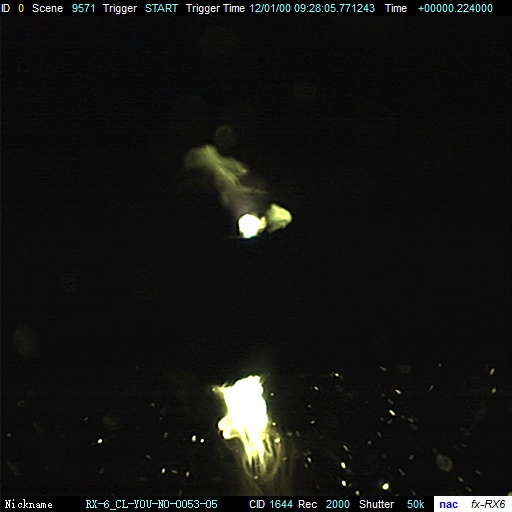 ID 0 Scene 9571 Trigger START Trigger Time 12/01/00 09:28:05.771243 Time +00000.224000
Nickname RX-6_CL-YOU-NO-0053-05 CID 1644 Rec 2000 Shutter 50k nac fx-RX6